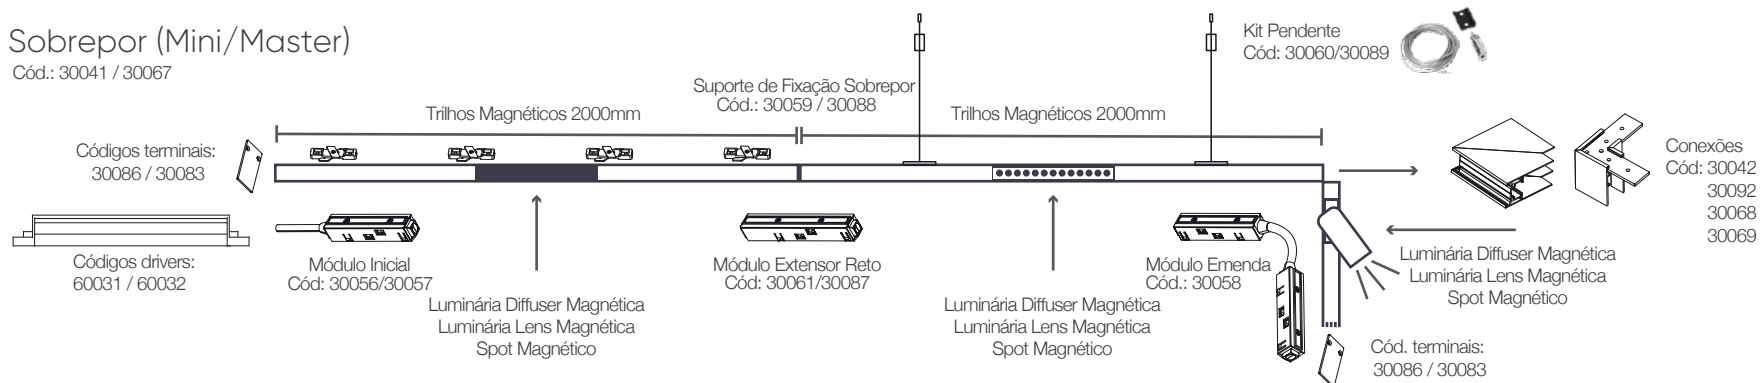 Sobrepor (Mini/Master)
Cód.: 30041 / 30067
Kit Pendente
Cód: 30060/30089
Suporte de Fixação Sobrepor
Cód.: 30059 / 30088
Trilhos Magnéticos 2000mm
Trilhos Magnéticos 2000mm
Códigos terminais:
30086 / 30083
Conexões
Cód: 30042
30092
30068
30069
Códigos drivers:
60031 / 60032
Módulo Inicial
Cód: 30056/30057
Luminária Diffuser Magnética
Luminária Lens Magnética
Spot Magnético
Módulo Extensor Reto
Cód: 30061/30087
Luminária Diffuser Magnética
Luminária Lens Magnética
Spot Magnético
Módulo Emenda
Cód.: 30058
Luminária Diffuser Magnética
Luminária Lens Magnética
Spot Magnético
Cód. terminais:
30086 / 30083